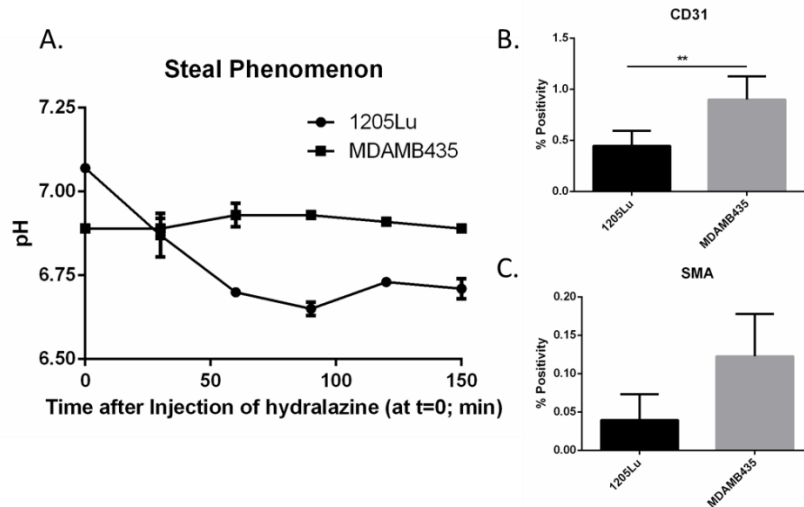 A.
Steal Phenomenon
7.25
7.00
6.75
6.50
pH
1205Lu
MDAMB435
0 50 100 150
Time after Injection of hydralazine (at t=0; min)
B.
CD31
1.5
1.0
0.5
0.0
% Positivity
**
1205Lu
MDAMB435
C.
SMA
0.20
0.15
0.10
0.05
0.00
% Positivity
1205Lu
MDAMB435